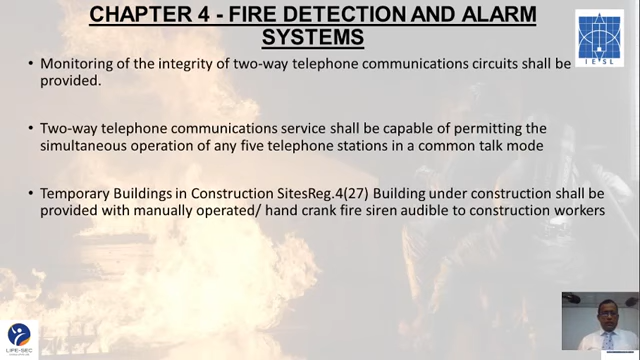 CHAPTER 4 - FIRE DETECTION AND ALARM
SYSTEMS
IESL
• Monitoring of the integrity of two-way telephone communications circuits shall be
provided.
• Two-way telephone communications service shall be capable of permitting the
simultaneous operation of any five telephone stations in a common talk mode
• Temporary Buildings in Construction SitesReg.4(27) Building under construction shall be
provided with manually operated/ hand crank fire siren audible to construction workers
LIFE-SEC